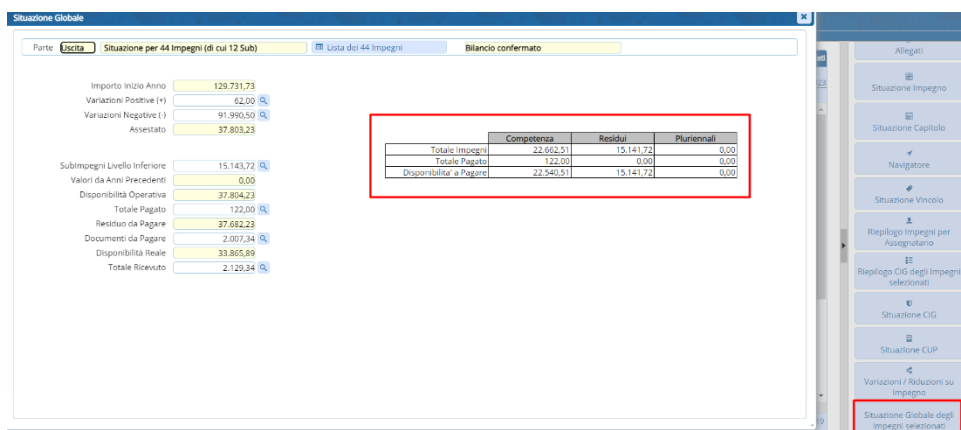 Situazione Globale
Parte Uscita Situazione per 44 Impegni (di cui 12 Sub) Lista dei 44 Impegni Bilancio confermato
Importo Inizio Anno 129.731,73
Variazioni Positive (+) 62,00
Variazioni Negative (-) 91.990,50
Assestato 37.803,23
SubImpegni Livello Inferiore 15.143,72
Valori da Anni Precedenti 0,00
Disponibilità Operativa 37.804,23
Totale Pagato 122,00
Residuo da Pagare 37.682,23
Documenti da Pagare 2.007,34
Disponibilità Reale 33.865,89
Totale Ricevuto 2.129,34
Competenza Residui Pluriennali
Totale Impegni 22.662,51 15.141,72 0,00
Totale Pagato 122,00 0,00 0,00
Disponibilita' a Pagare 22.540,51 15.141,72 0,00
Allegati
Situazione Impegno
Situazione Capitolo
Navigatore
Situazione Vincolo
Riepilogo Impegni per
Assegnatario
Riepilogo CIG degli Impegni
selezionati
Situazione CIG
Situazione CUP
Variazioni / Riduzioni su
Impegno
Situazione Globale degli
Impegni selezionati